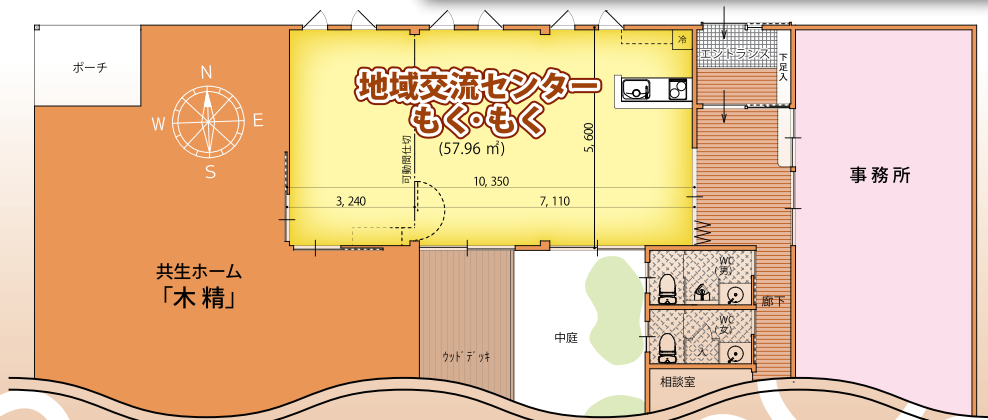 ポーチ
N
W
E
S
地域交流センター
もく・もく
(57.96 ㎡)
可動間仕切
5,600
10,350
3,240
7,110
冷
エントランス
下足入
事務所
共生ホーム
「木精」
WC
(男)
廊下
WC
(女)
入
中庭
ウッドデッキ
相談室